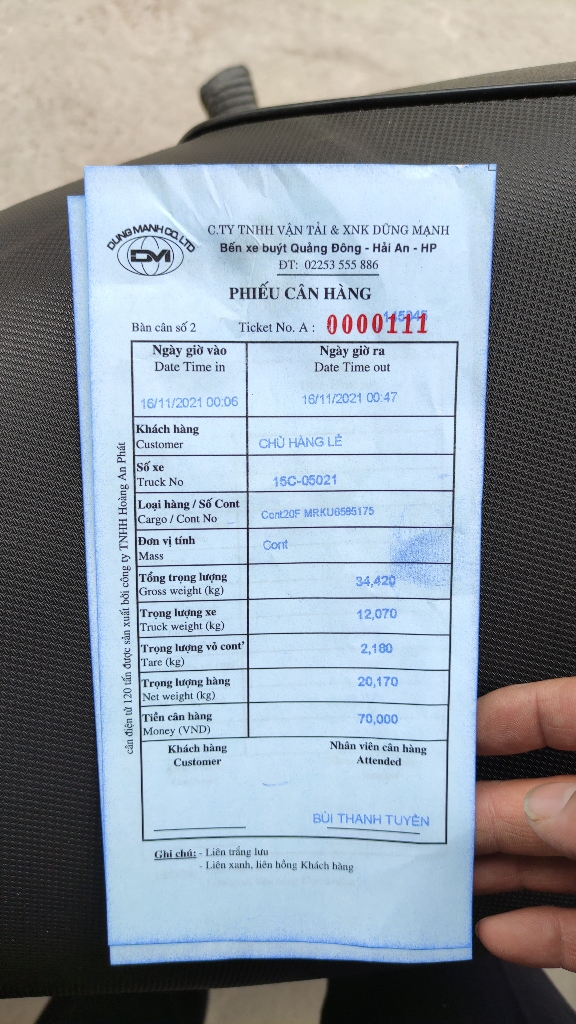 DUNG MANH CO., LTD
DM
C.TY TNHH VẬN TẢI & XNK DŨNG MẠNH
Bến xe buýt Quảng Đông - Hải An - HP
ĐT: 02253 555 886
PHIẾU CÂN HÀNG
Bàn cân số 2 Ticket No. A : 0000111
Ngày giờ vào Ngày giờ ra
Date Time in Date Time out
16/11/2021 00:06 16/11/2021 00:47
Khách hàng
Customer CHỦ HÀNG LẺ
Số xe
Truck No 15C-05021
Loại hàng / Số Cont
Cargo / Cont No Cont20F MRKU6585175
Đơn vị tính
Mass Cont
Tổng trọng lượng
Gross weight (kg) 34,420
Trọng lượng xe
Truck weight (kg) 12,070
Trọng lượng vỏ cont'
Tare (kg) 2,180
Trọng lượng hàng
Net weight (kg) 20,170
Tiền cân hàng
Money (VND) 70,000
Khách hàng Nhân viên cân hàng
Customer Attended
BÙI THANH TUYÊN
Ghi chú: - Liên trắng lưu
- Liên xanh, liên hồng Khách hàng
cân điện tử 120 tấn được sản xuất bởi công ty TNHH Hoàng An Phát